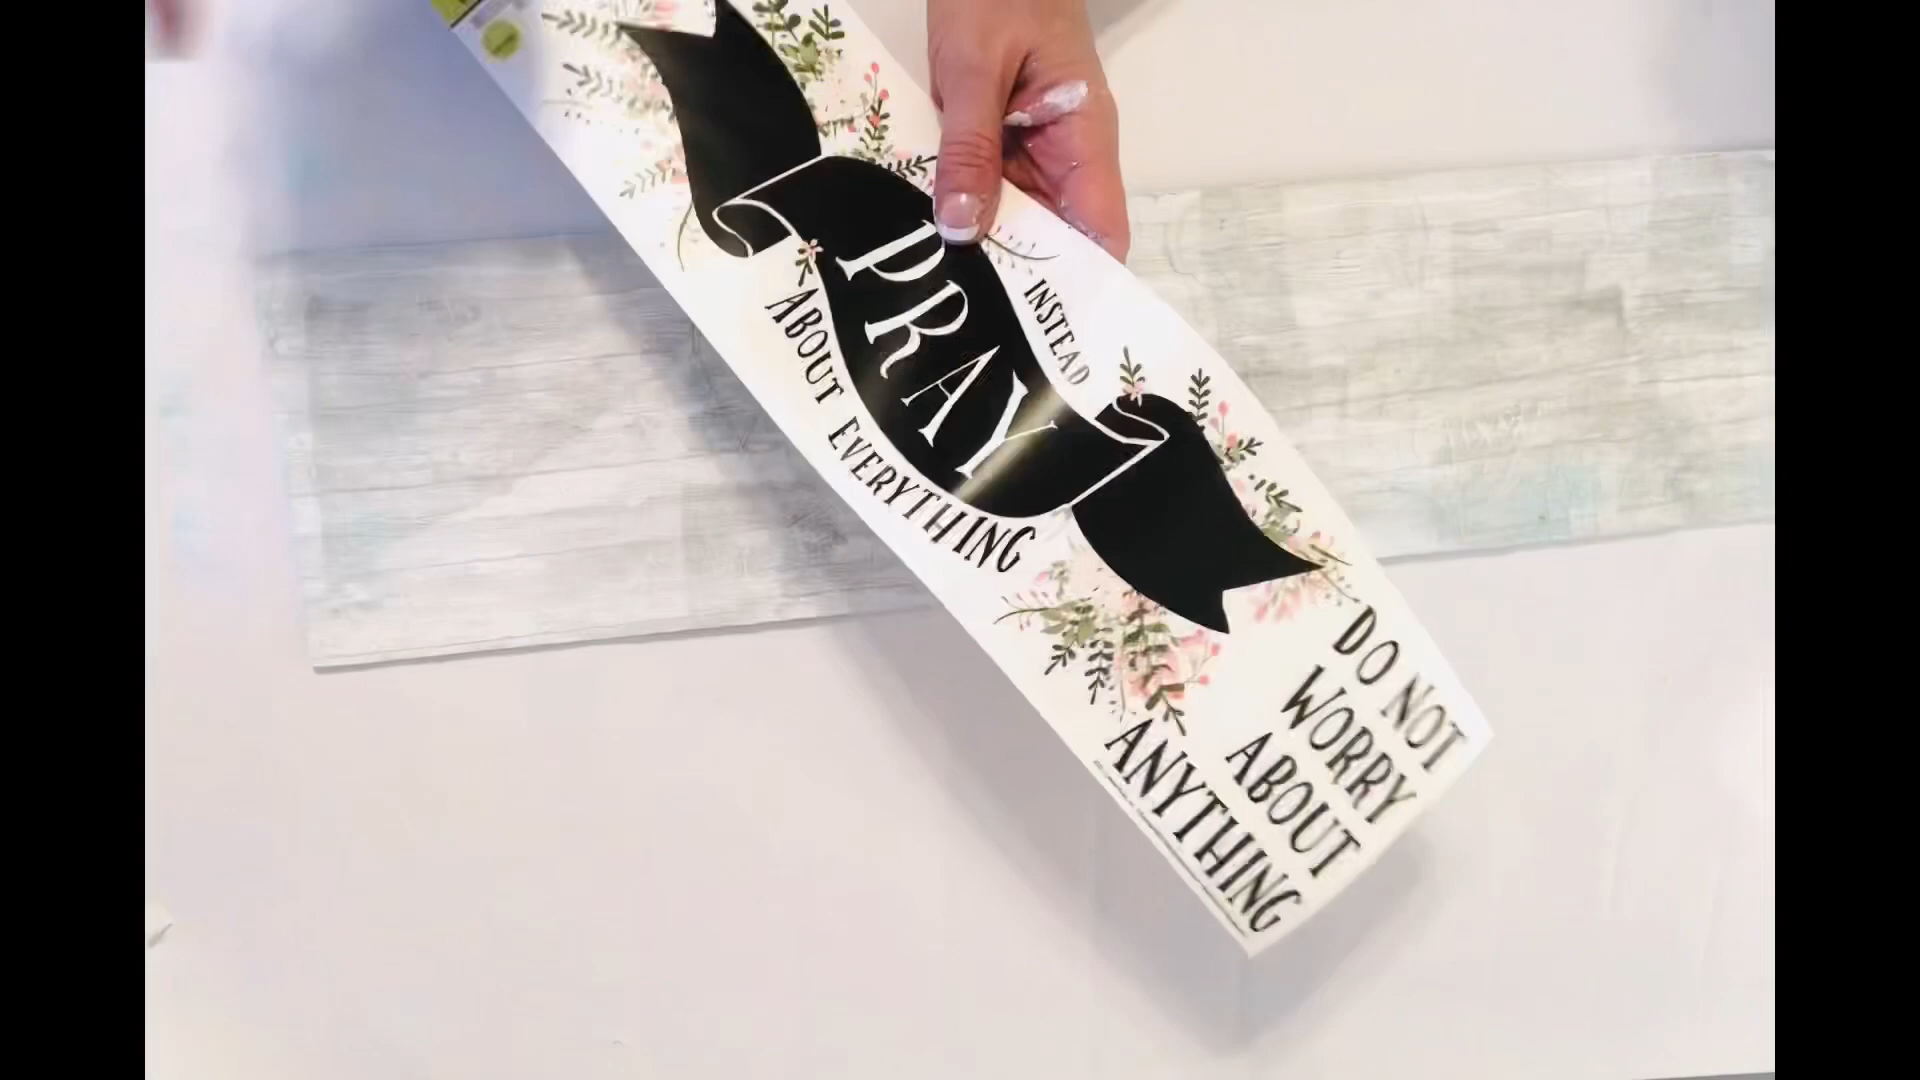 INSTEAD
PRAY
ABOUT EVERYTHING
DO NOT
WORRY
ABOUT
ANYTHING